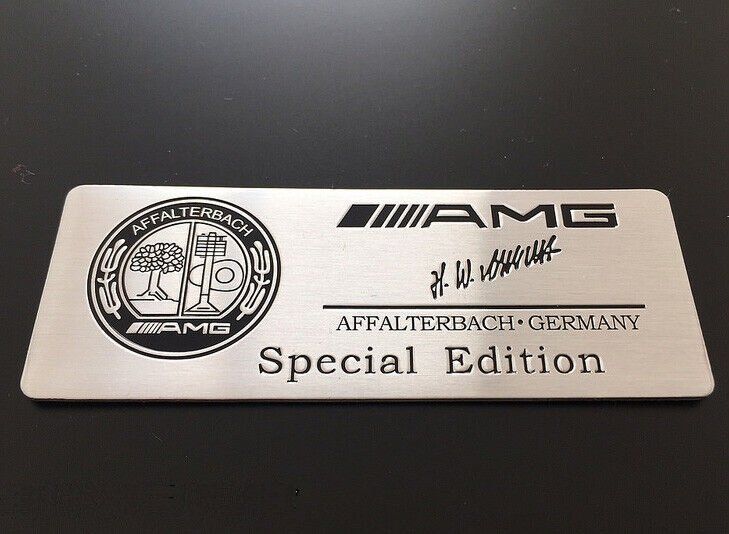 AFFALTERBACH
AMG
AMG
H. W.
AFFALTERBACH • GERMANY
Special Edition